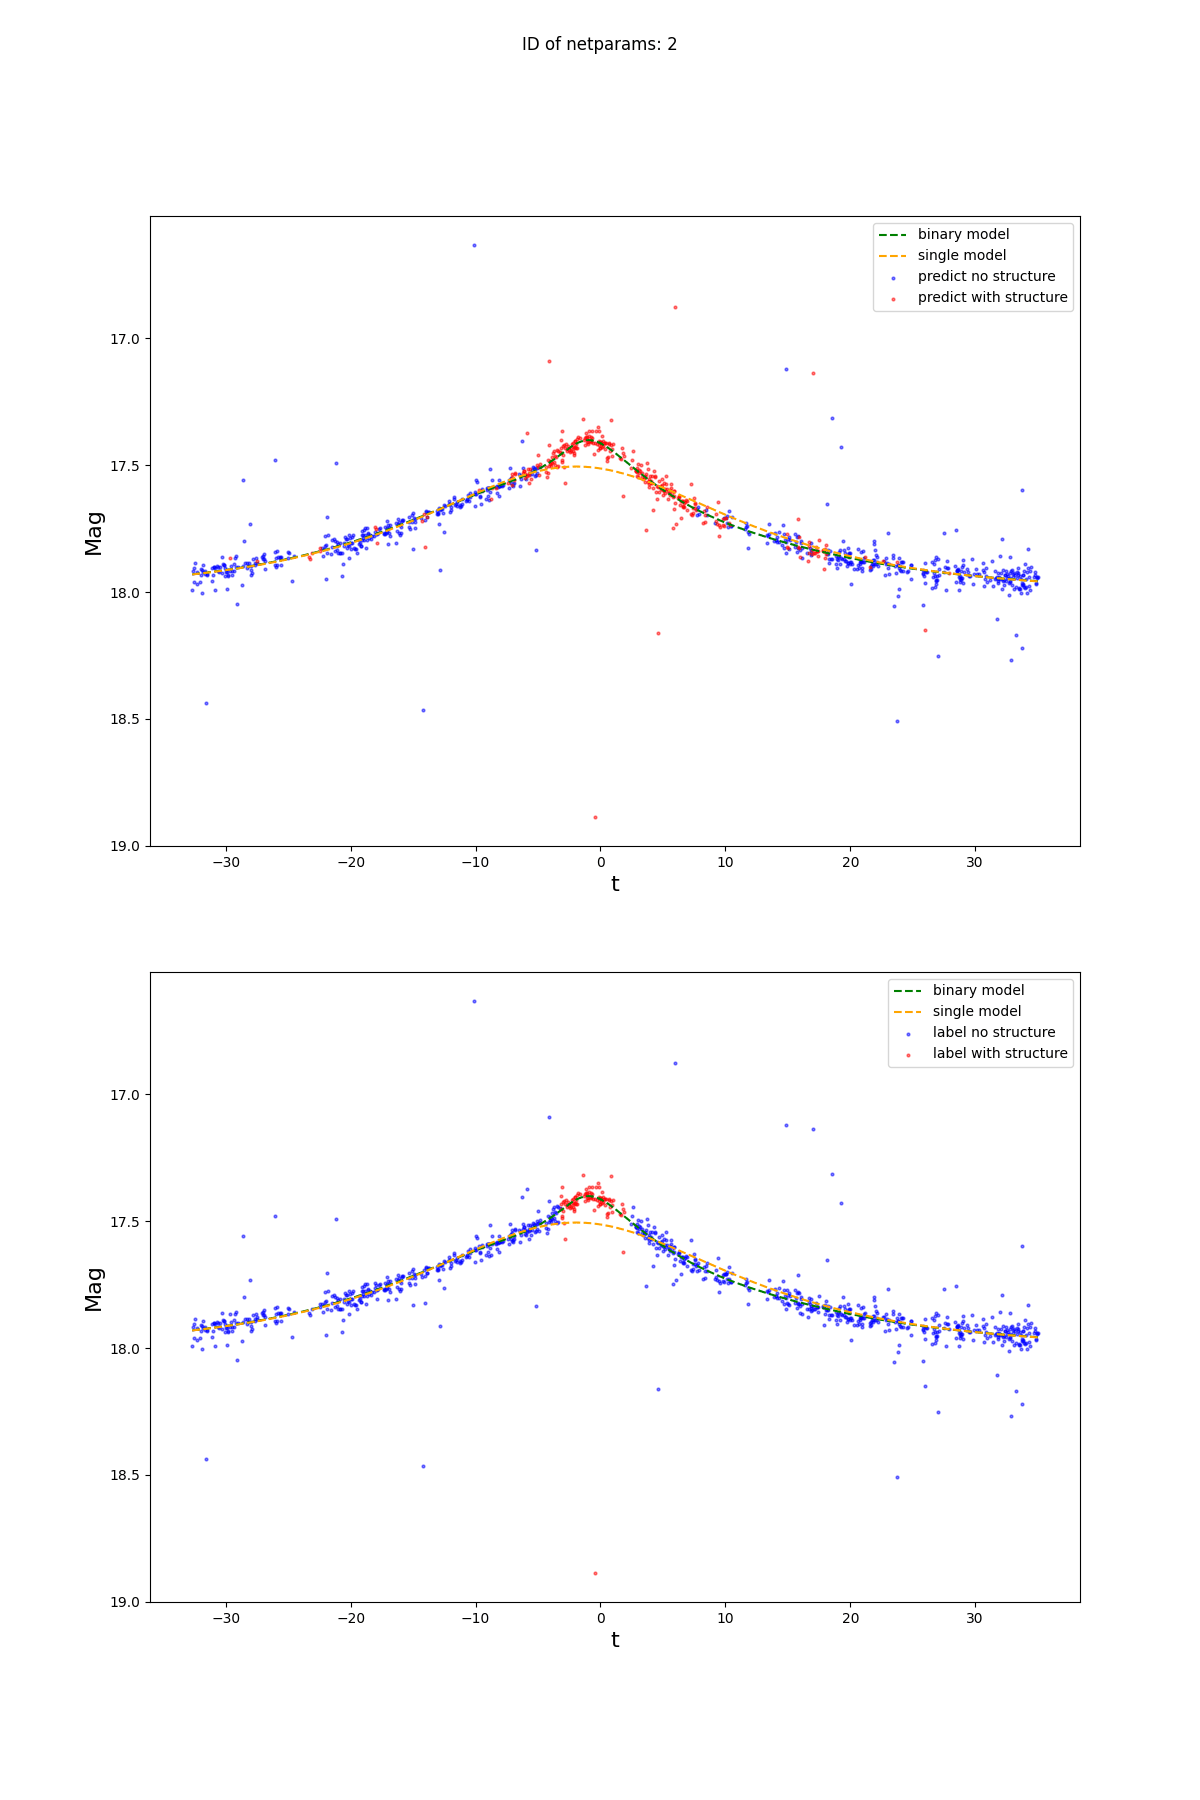 ID of netparams: 2
binary model
single model
predict no structure
predict with structure
17.0
17.5
18.0
18.5
19.0
Mag
−30
−20
−10
0
10
20
30
t
binary model
single model
label no structure
label with structure
17.0
17.5
18.0
18.5
19.0
Mag
−30
−20
−10
0
10
20
30
t